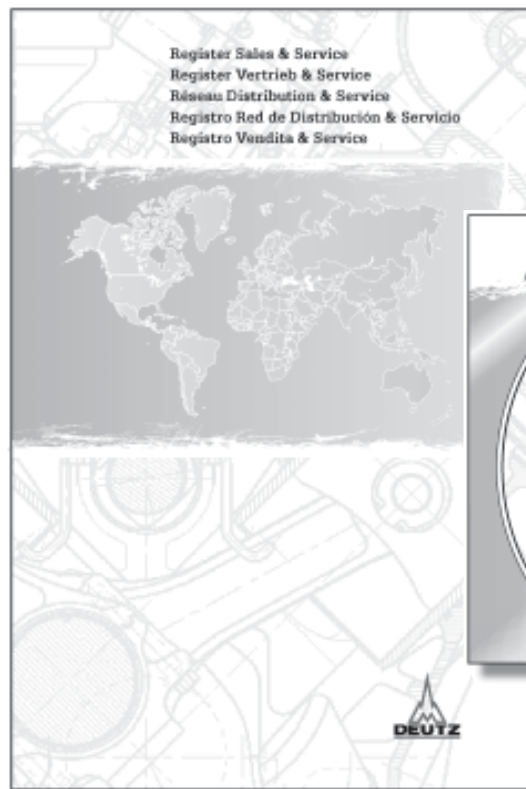 Register Sales & Service
Register Vertrieb & Service
Réseau Distribution & Service
Registro Red de Distribución & Servicio
Registro Vendita & Service
DEUTZ